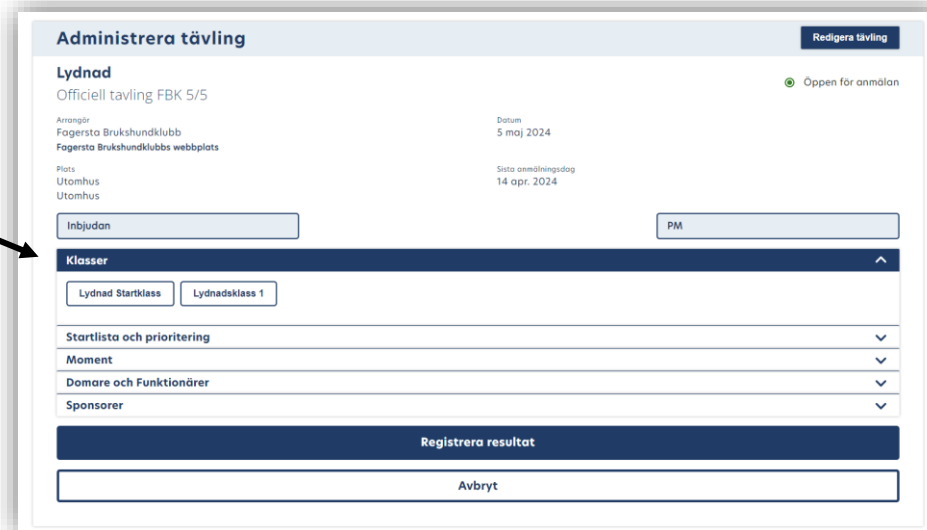 Administrera tävling
Redigera tävling
Lydnad
Officiell tavling FBK 5/5
Öppen för anmälan
Arrangör
Fagersta Brukshundklubb
Fagersta Brukshundklubbs webbplats
Datum
5 maj 2024
Plats
Utomhus
Utomhus
Sista anmälningsdag
14 apr. 2024
Inbjudan
PM
Klasser
Lydnad Startklass
Lydnadsklass 1
Startlista och prioritering
Moment
Domare och Funktionärer
Sponsorer
Registrera resultat
Avbryt